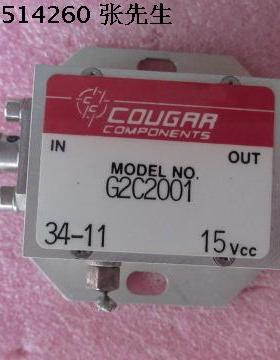 514260 张先生
COUGAR
COMPONENTS
IN
OUT
MODEL NO.
G2C2001
34-11
15Vcc